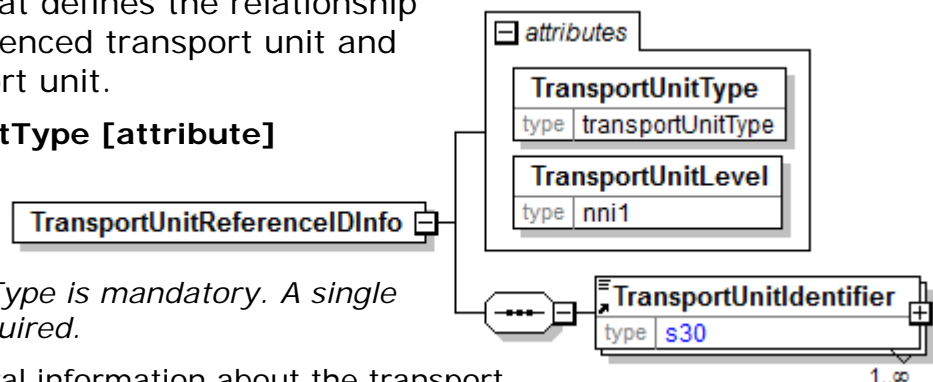 at defines the relationship
enced transport unit and
rt unit.
tType [attribute]
Type is mandatory. A single
uired.
al information about the transport
attributes
TransportUnitType
type transportUnitType
TransportUnitLevel
type nni1
TransportUnitReferenceIDInfo
TransportUnitIdentifier
type s30
1..∞